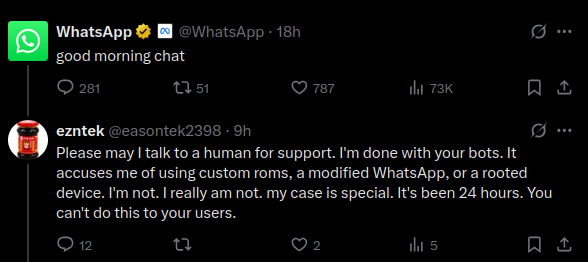 WhatsApp @WhatsApp · 18h
good morning chat
281 51 787 73K
ezntek @easontek2398 · 9h
Please may I talk to a human for support. I'm done with your bots. It
accuses me of using custom roms, a modified WhatsApp, or a rooted
device. I'm not. I really am not. my case is special. It's been 24 hours. You
can't do this to your users.
12 2 5